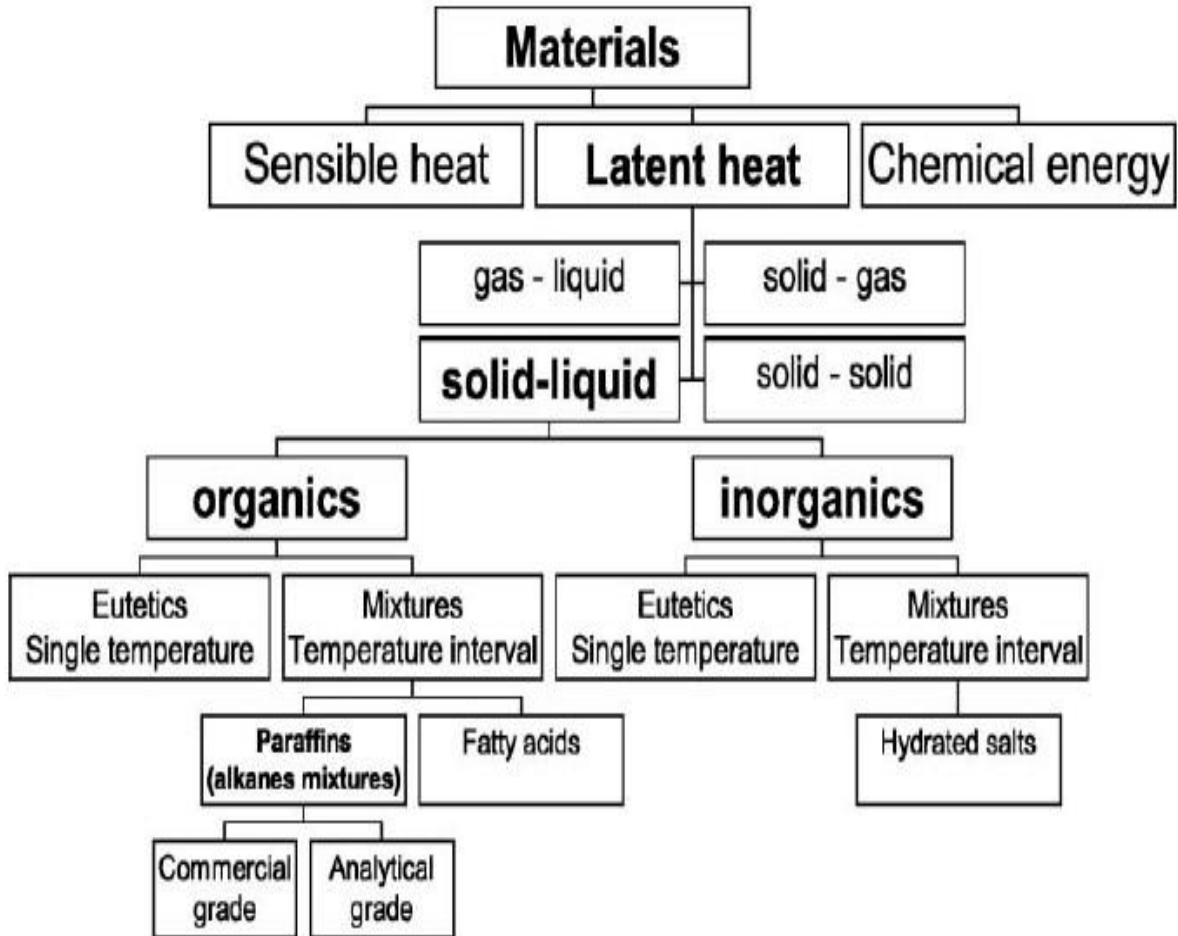 Materials
Sensible heat
Latent heat
Chemical energy
gas - liquid
solid - gas
solid-liquid
solid - solid
organics
inorganics
Eutetics
Single temperature
Mixtures
Temperature interval
Eutetics
Single temperature
Mixtures
Temperature interval
Paraffins
(alkanes mixtures)
Fatty acids
Hydrated salts
Commercial
grade
Analytical
grade